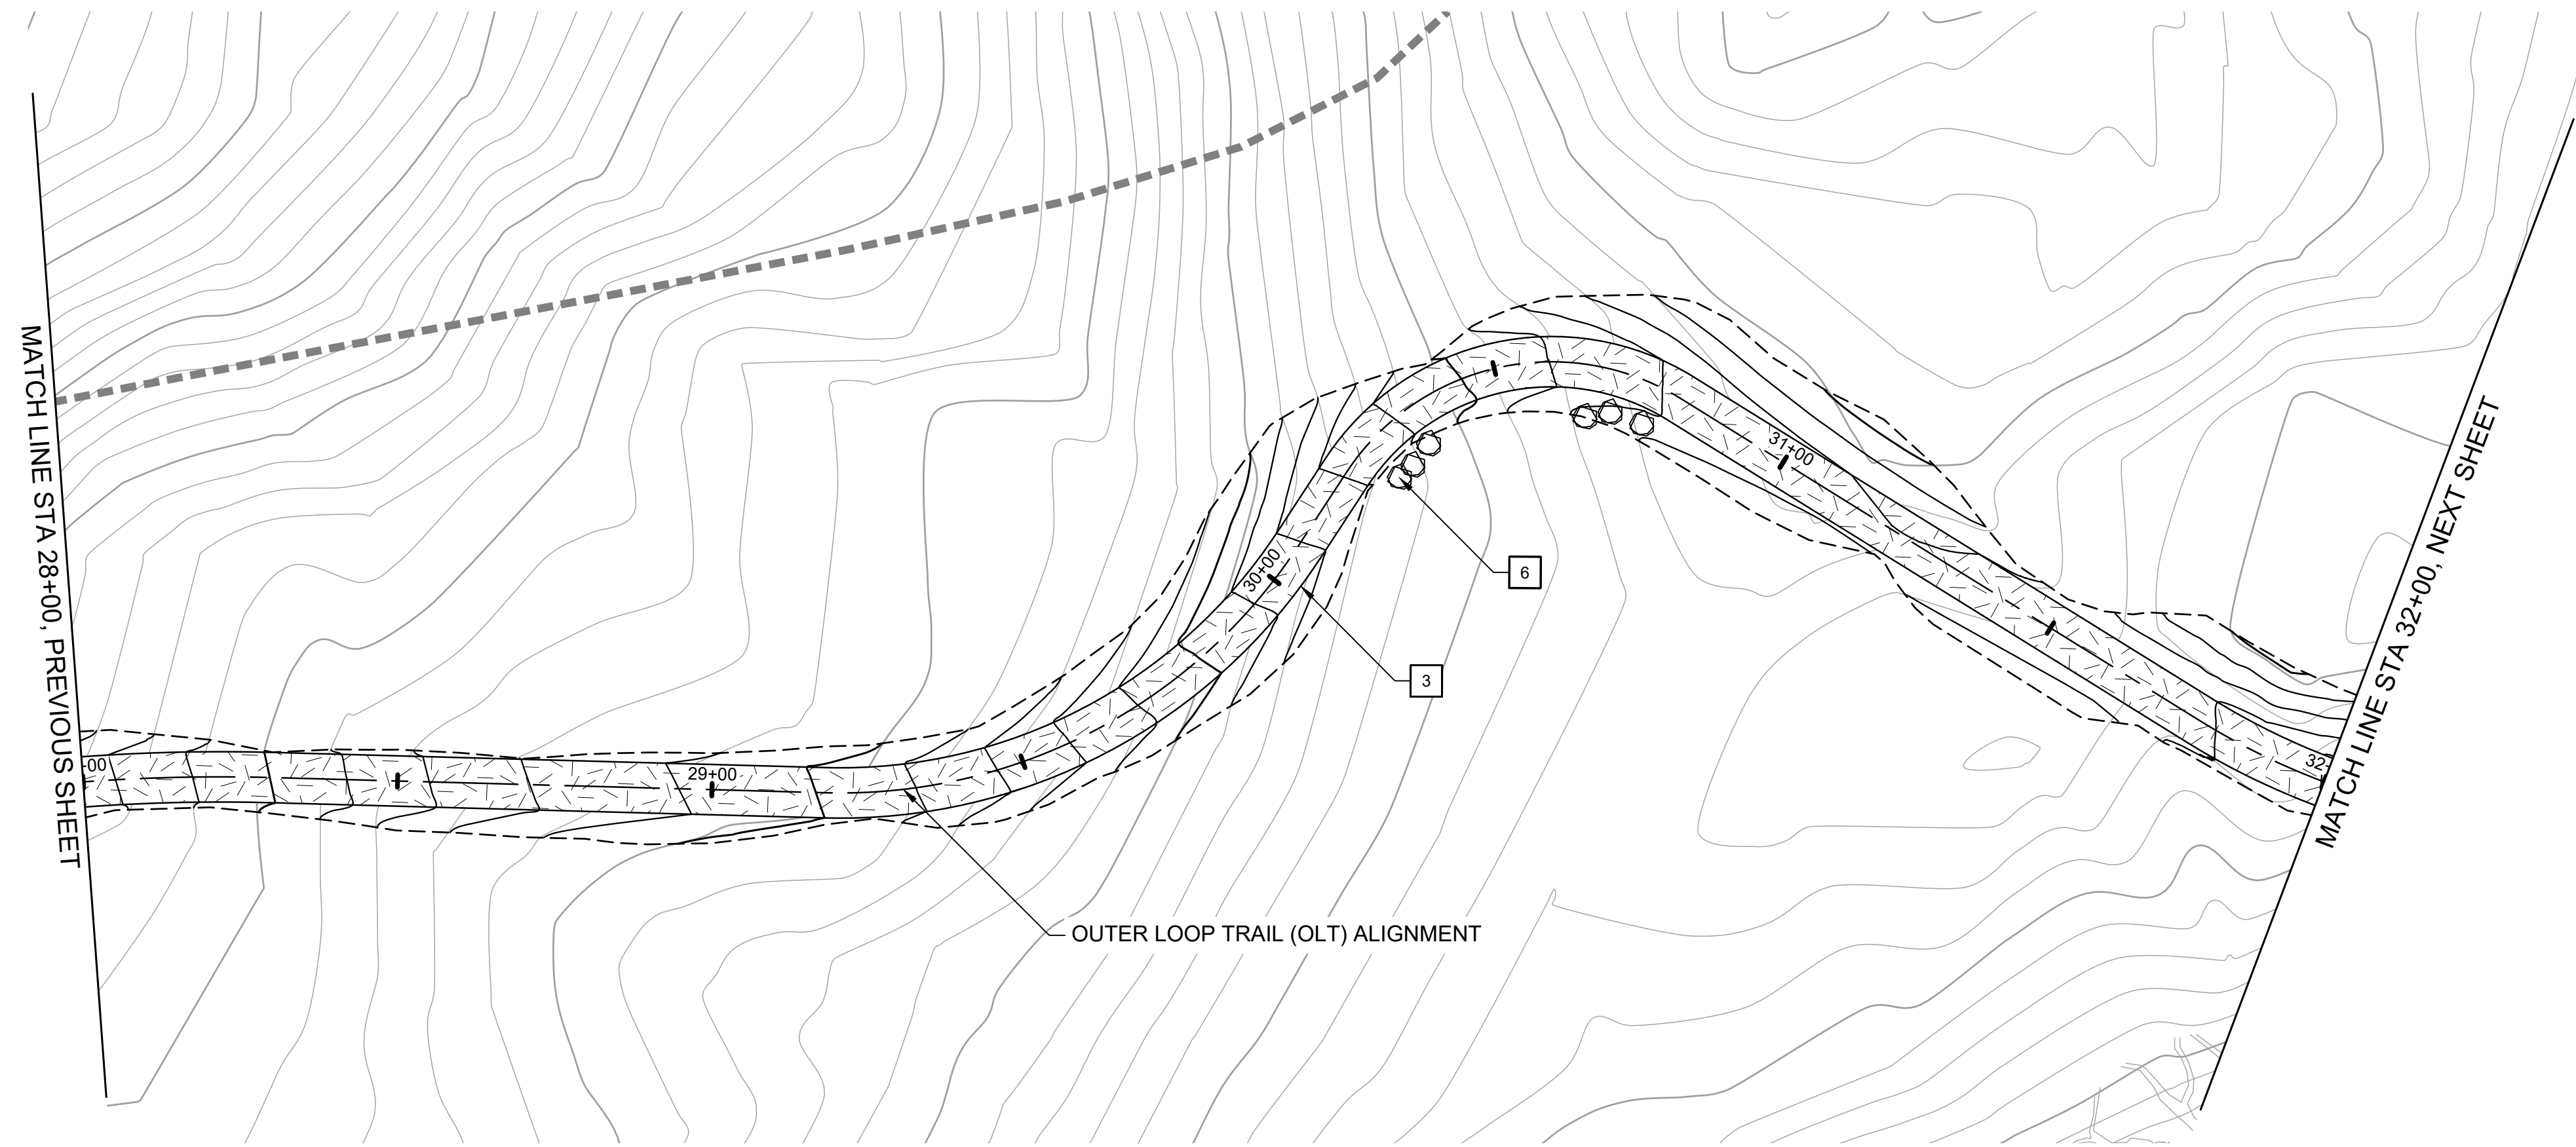 MATCH LINE STA 28+00, PREVIOUS SHEET
-00
29+00
30+00
31+00
32-
6
3
OUTER LOOP TRAIL (OLT) ALIGNMENT
MATCH LINE STA 32+00, NEXT SHEET